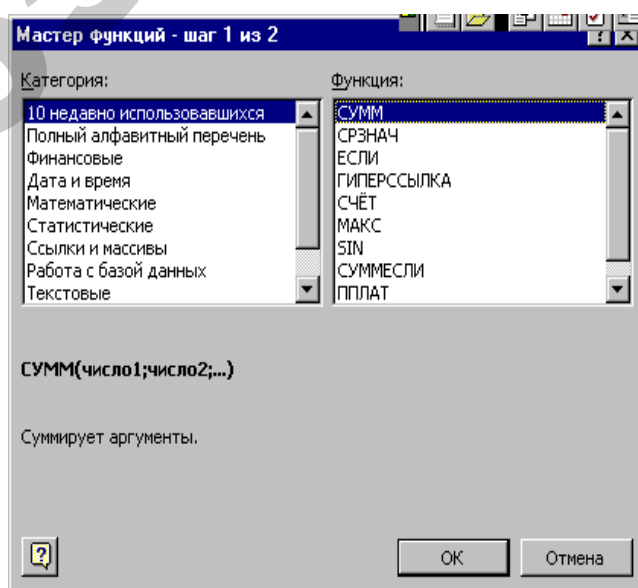 Мастер функций - шаг 1 из 2
Категория:
Функция:
10 недавно использовавшихся
Полный алфавитный перечень
Финансовые
Дата и время
Математические
Статистические
Ссылки и массивы
Работа с базой данных
Текстовые
СУММ
СРЗНАЧ
ЕСЛИ
ГИПЕРССЫЛКА
СЧЁТ
МАКС
SIN
СУММЕСЛИ
ППЛАТ
СУММ(число1;число2;...)
Суммирует аргументы.
ОК
Отмена